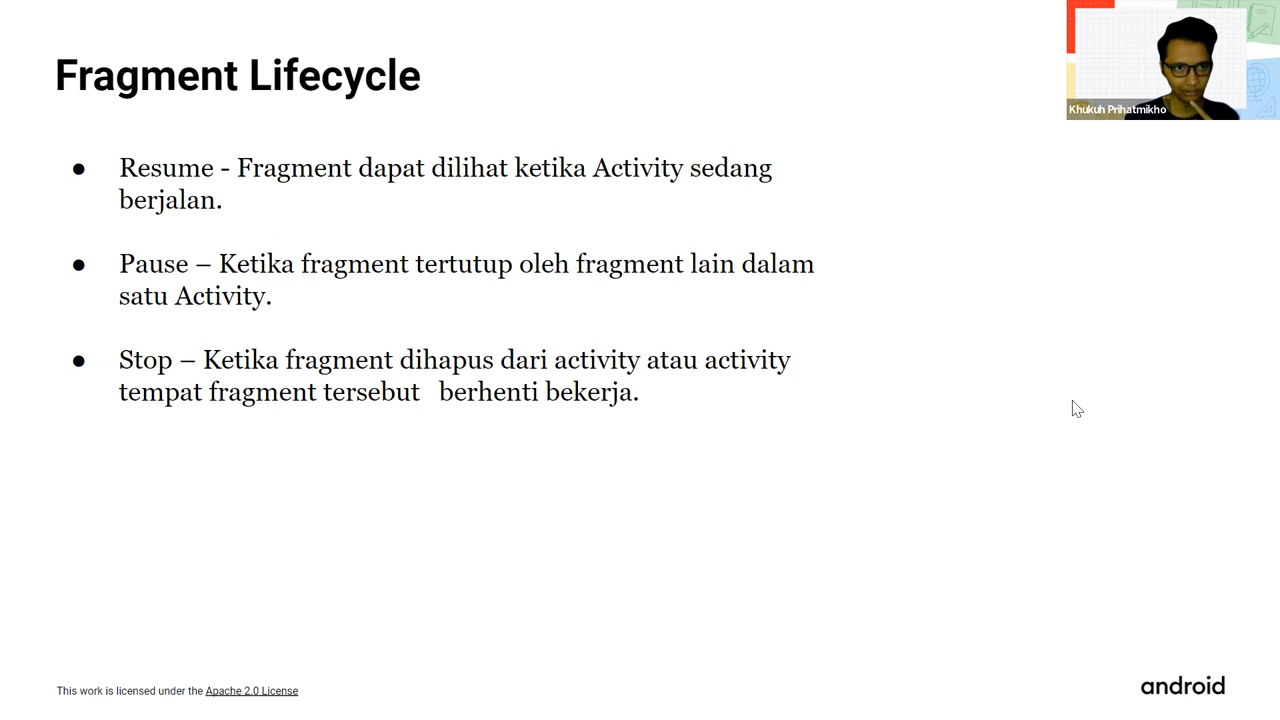 Fragment Lifecycle
Khukuh Prihatmikho
● Resume - Fragment dapat dilihat ketika Activity sedang
berjalan.
● Pause – Ketika fragment tertutup oleh fragment lain dalam
satu Activity.
● Stop – Ketika fragment dihapus dari activity atau activity
tempat fragment tersebut   berhenti bekerja.
This work is licensed under the Apache 2.0 License
android